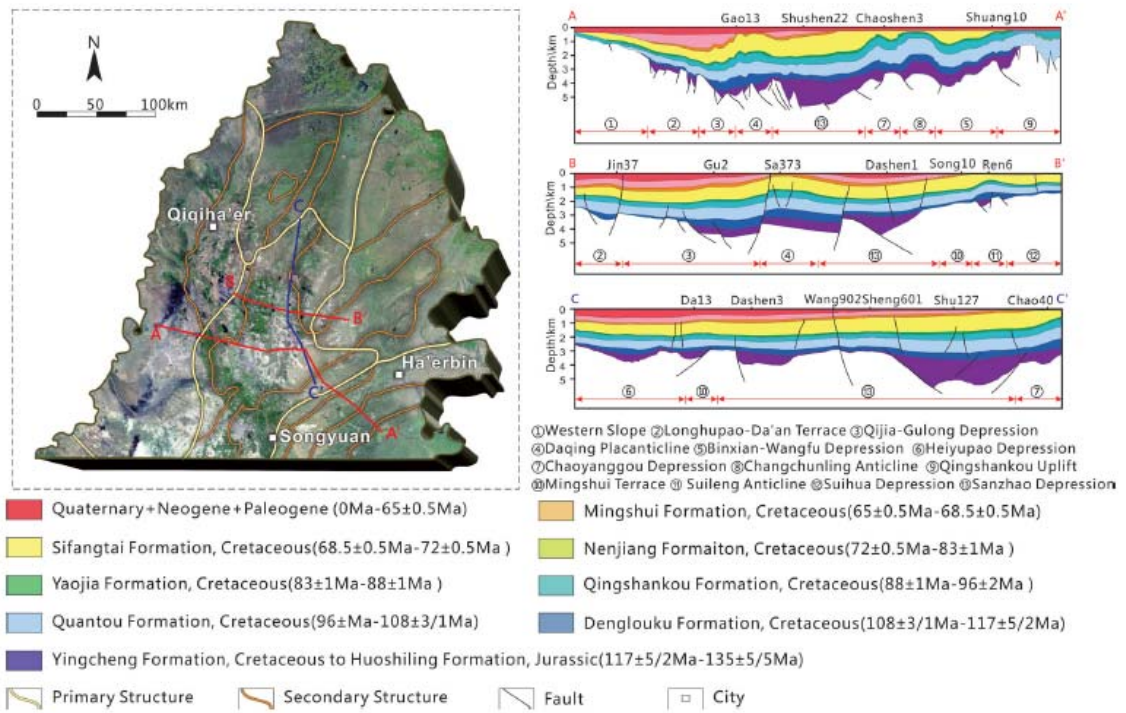 N
0 50 100km
Qiqiha'er
C
B
B'
A
C'
Ha'erbin
Songyuan
A'
A A'
Gao13 Shushen22 Chaoshen3 Shuang10
Depth\km
0
1
2
3
4
5
① ② ③ ④ ⑬ ⑦ ⑧ ⑤ ⑨
B B'
Jin37 Gu2 Sa373 Dashen1 Song10 Ren6
Depth\km
0
1
2
3
4
5
② ③ ④ ⑬ ⑩ ⑪ ⑫
C C'
Da13 Dashen3 Wang902 Sheng601 Shu127 Chao40
Depth\km
0
1
2
3
4
5
⑥ ⑩ ⑬ ⑦
①Western Slope ②Longhupao-Da'an Terrace ③Qijia-Gulong Depression
④Daqing Placanticline ⑤Binxian-Wangfu Depression ⑥Heiyupao Depression
⑦Chaoyanggou Depression ⑧Changchunling Anticline ⑨Qingshankou Uplift
⑩Mingshui Terrace ⑪ Suileng Anticline ⑫Suihua Depression ⑬Sanzhao Depression
Quaternary+Neogene+Paleogene (0Ma-65±0.5Ma)
Mingshui Formation, Cretaceous(65±0.5Ma-68.5±0.5Ma)
Sifangtai Formation, Cretaceous(68.5±0.5Ma-72±0.5Ma )
Nenjiang Formaiton, Cretaceous(72±0.5Ma-83±1Ma )
Yaojia Formation, Cretaceous(83±1Ma-88±1Ma )
Qingshankou Formation, Cretaceous(88±1Ma-96±2Ma )
Quantou Formation, Cretaceous(96±Ma-108±3/1Ma)
Denglouku Formation, Cretaceous(108±3/1Ma-117±5/2Ma)
Yingcheng Formation, Cretaceous to Huoshiling Formation, Jurassic(117±5/2Ma-135±5/5Ma)
Primary Structure
Secondary Structure
Fault
City